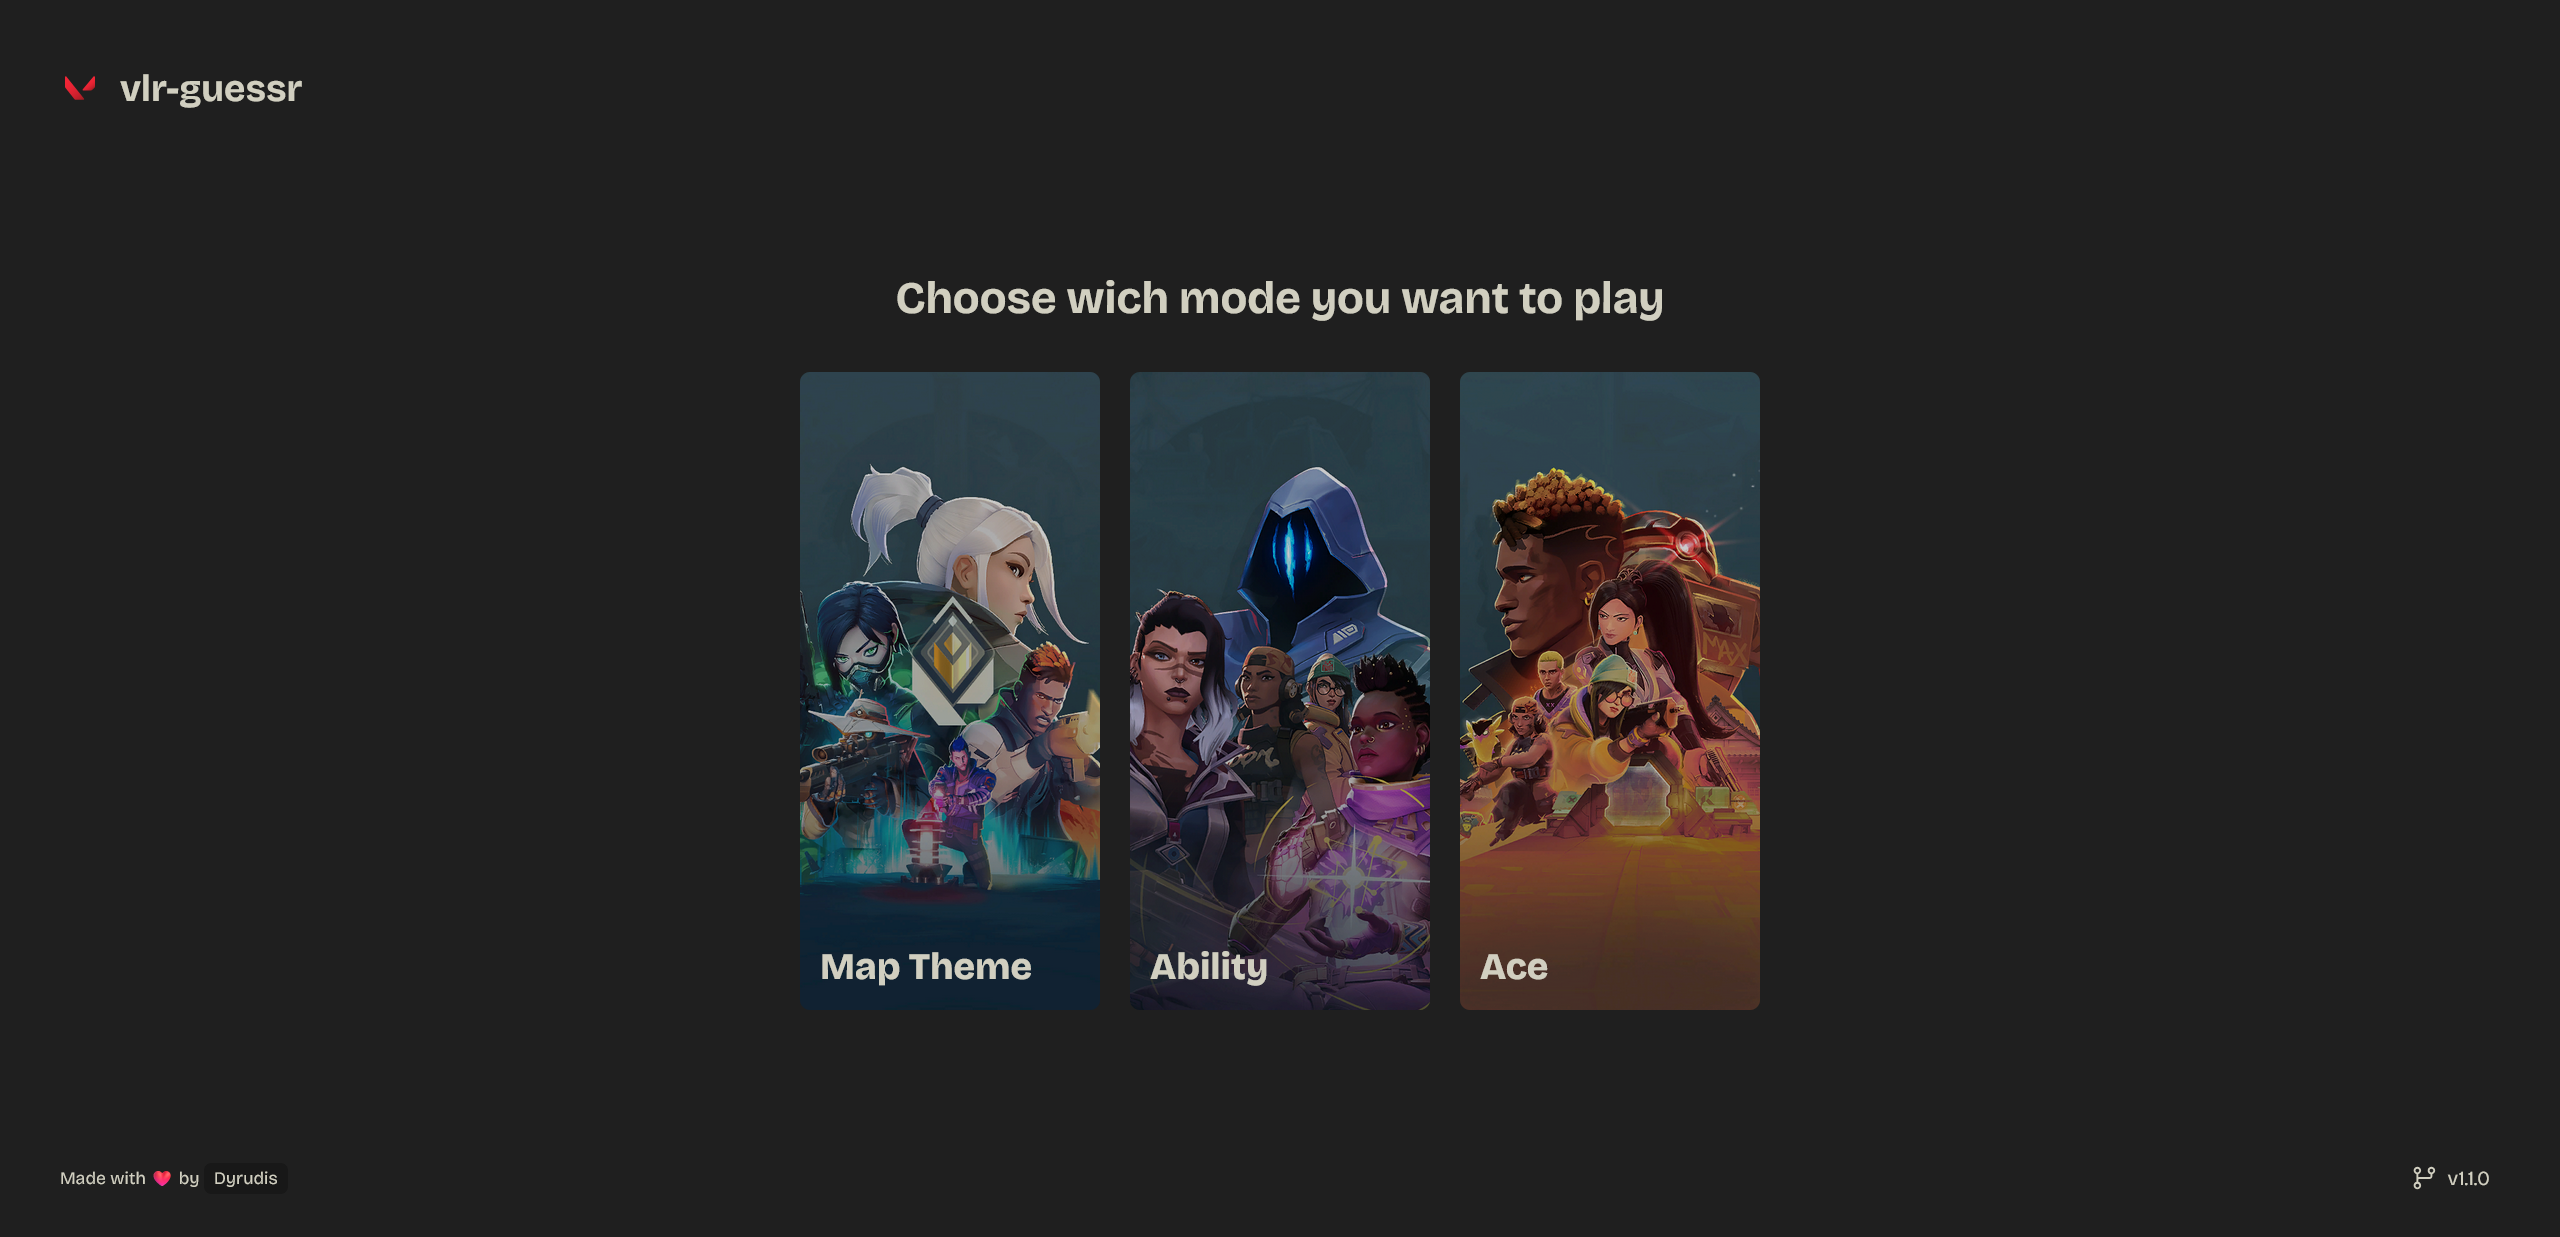 vlr-guessr
Choose wich mode you want to play
MAX
Map Theme
Ability
Ace
Made with ❤️ by Dyrudis
v1.1.0